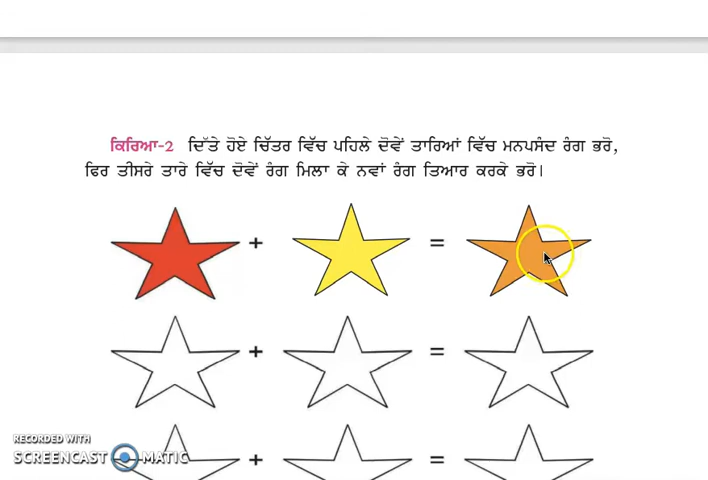 ਕਿਰਿਆ-2 ਦਿੱਤੇ ਹੋਏ ਚਿੱਤਰ ਵਿੱਚ ਪਹਿਲੇ ਦੋਵੇਂ ਤਾਰਿਆਂ ਵਿੱਚ ਮਨਪਸੰਦ ਰੰਗ ਭਰੋ,
ਫਿਰ ਤੀਸਰੇ ਤਾਰੇ ਵਿੱਚ ਦੋਵੇਂ ਰੰਗ ਮਿਲਾ ਕੇ ਨਵਾਂ ਰੰਗ ਤਿਆਰ ਕਰਕੇ ਭਰੋ।
+ =
+ =
+ =
RECORDED WITH
SCREENCAST MATIC